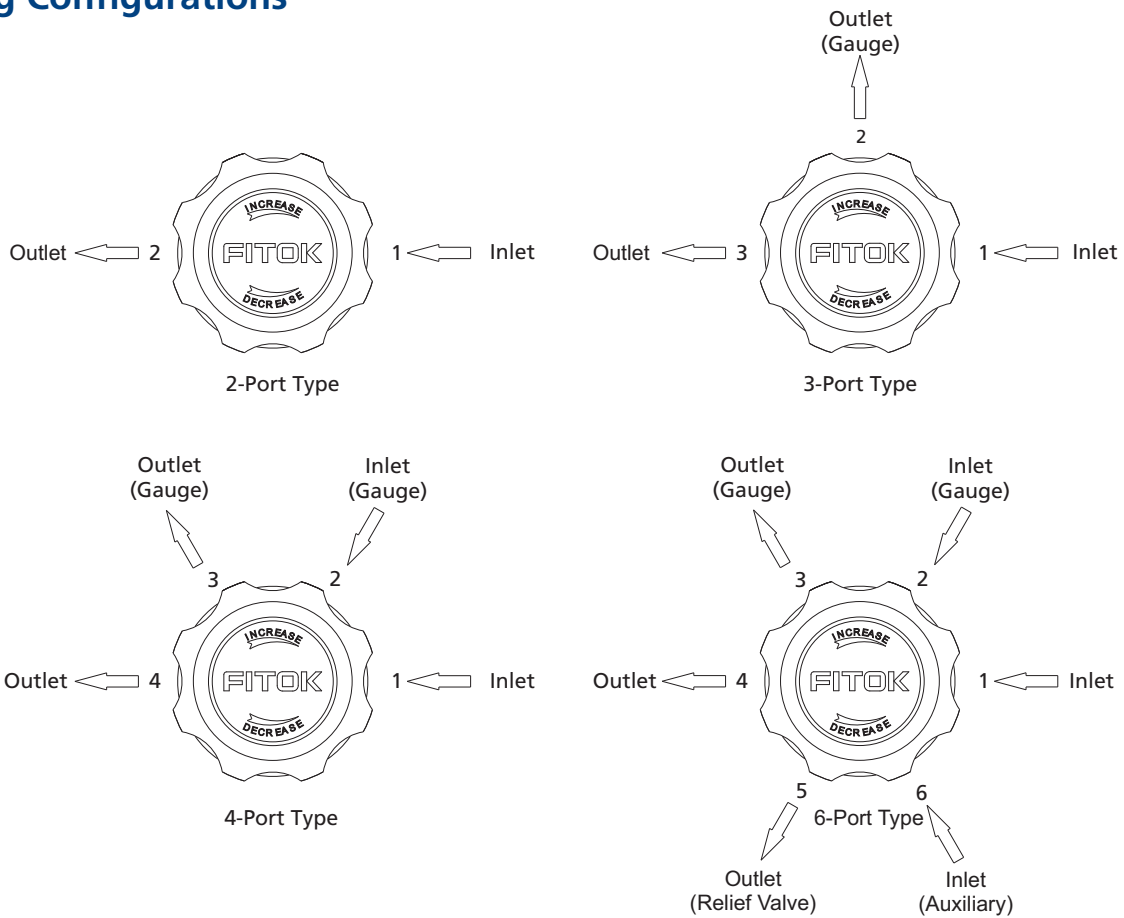 g Configurations
Outlet
(Gauge)
2
INCREASE
FITOK
DECREASE
Outlet
2
1
Inlet
2-Port Type
INCREASE
FITOK
DECREASE
Outlet
3
1
Inlet
3-Port Type
Outlet
(Gauge)
Inlet
(Gauge)
3
2
INCREASE
FITOK
DECREASE
Outlet
4
1
Inlet
4-Port Type
Outlet
(Gauge)
Inlet
(Gauge)
3
2
INCREASE
FITOK
DECREASE
Outlet
4
1
Inlet
5
6
6-Port Type
Outlet
(Relief Valve)
Inlet
(Auxiliary)